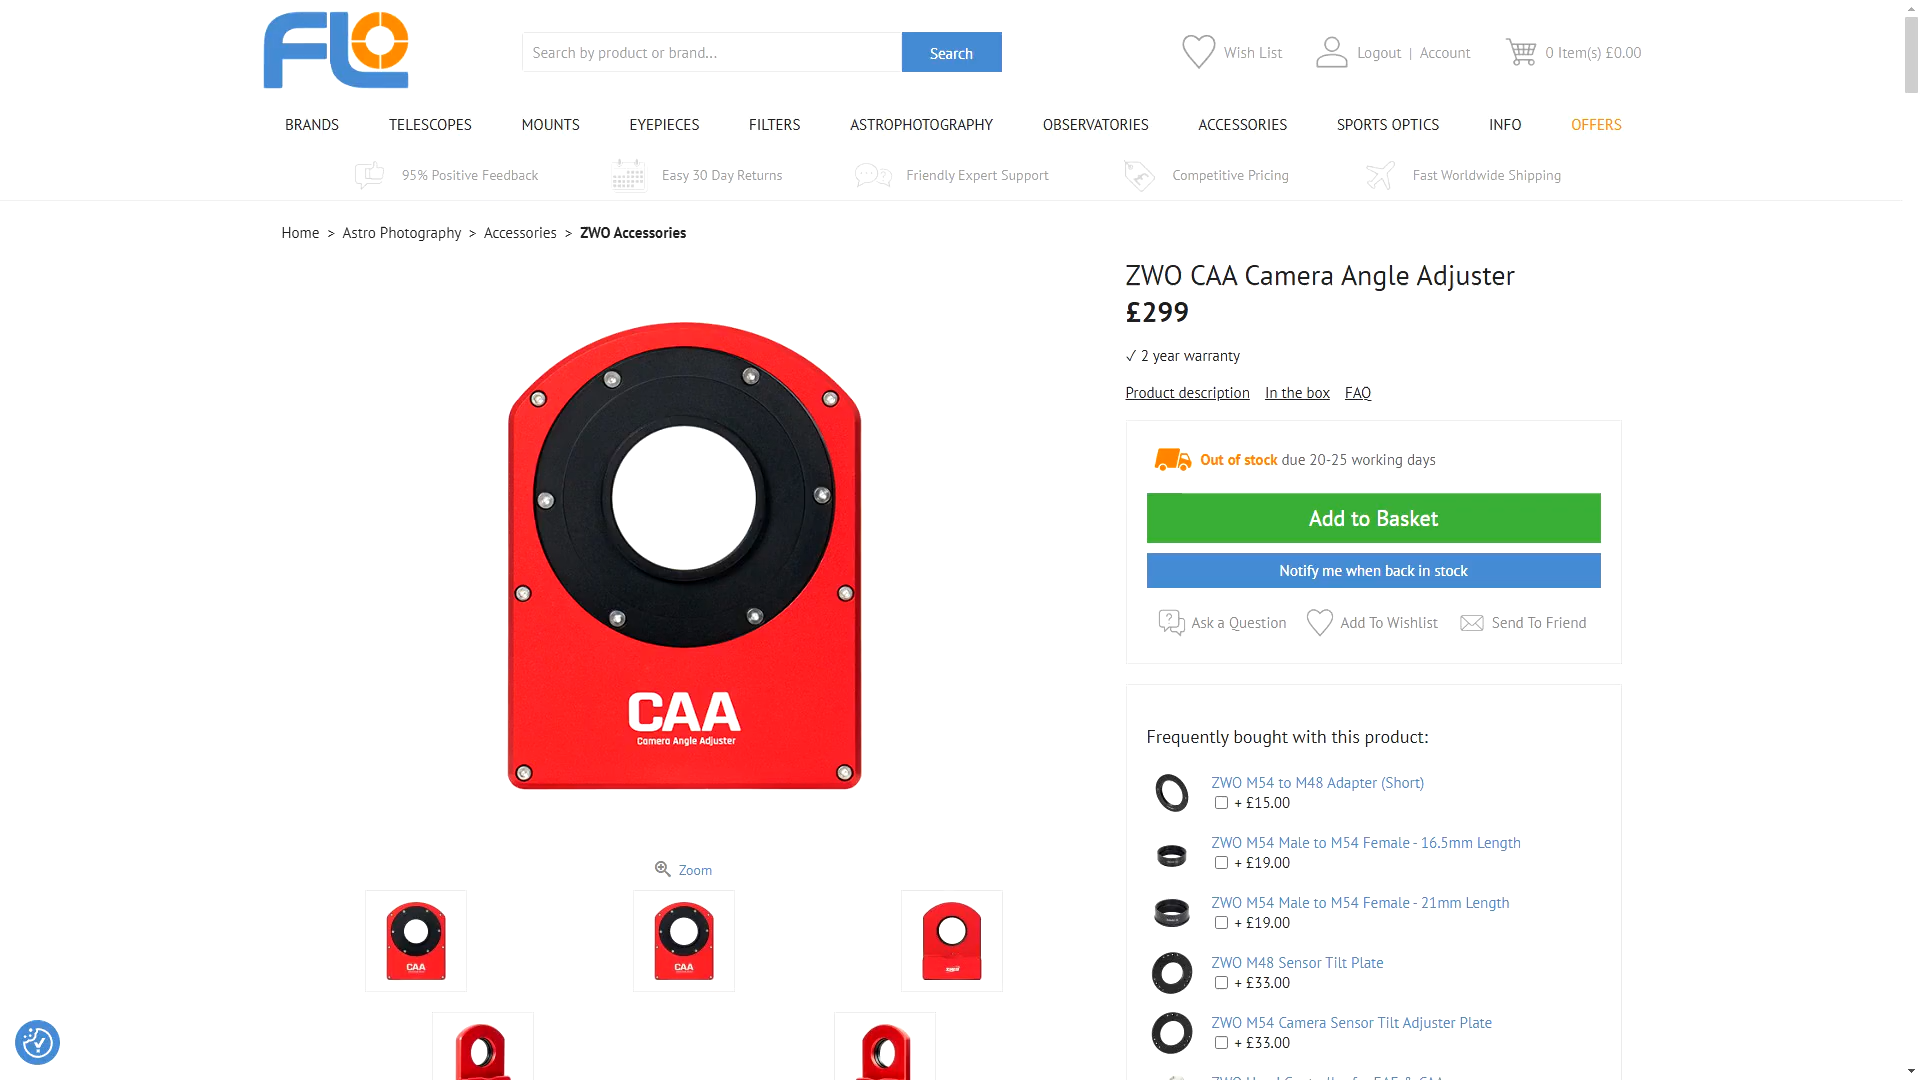 FLO
Search by product or brand...
Search
Wish List
Logout | Account
0 Item(s) £0.00
BRANDS TELESCOPES MOUNTS EYEPIECES FILTERS ASTROPHOTOGRAPHY OBSERVATORIES ACCESSORIES SPORTS OPTICS INFO OFFERS
95% Positive Feedback
Easy 30 Day Returns
Friendly Expert Support
Competitive Pricing
Fast Worldwide Shipping
Home > Astro Photography > Accessories > ZWO Accessories
ZWO CAA Camera Angle Adjuster
£299
✓ 2 year warranty
Product description In the box FAQ
Out of stock due 20-25 working days
Add to Basket
Notify me when back in stock
Ask a Question
Add To Wishlist
Send To Friend
CAA
Camera Angle Adjuster
Zoom
CAA
CAA
Frequently bought with this product:
ZWO M54 to M48 Adapter (Short)
+ £15.00
ZWO M54 Male to M54 Female - 16.5mm Length
+ £19.00
ZWO M54 Male to M54 Female - 21mm Length
+ £19.00
ZWO M48 Sensor Tilt Plate
+ £33.00
ZWO M54 Camera Sensor Tilt Adjuster Plate
+ £33.00